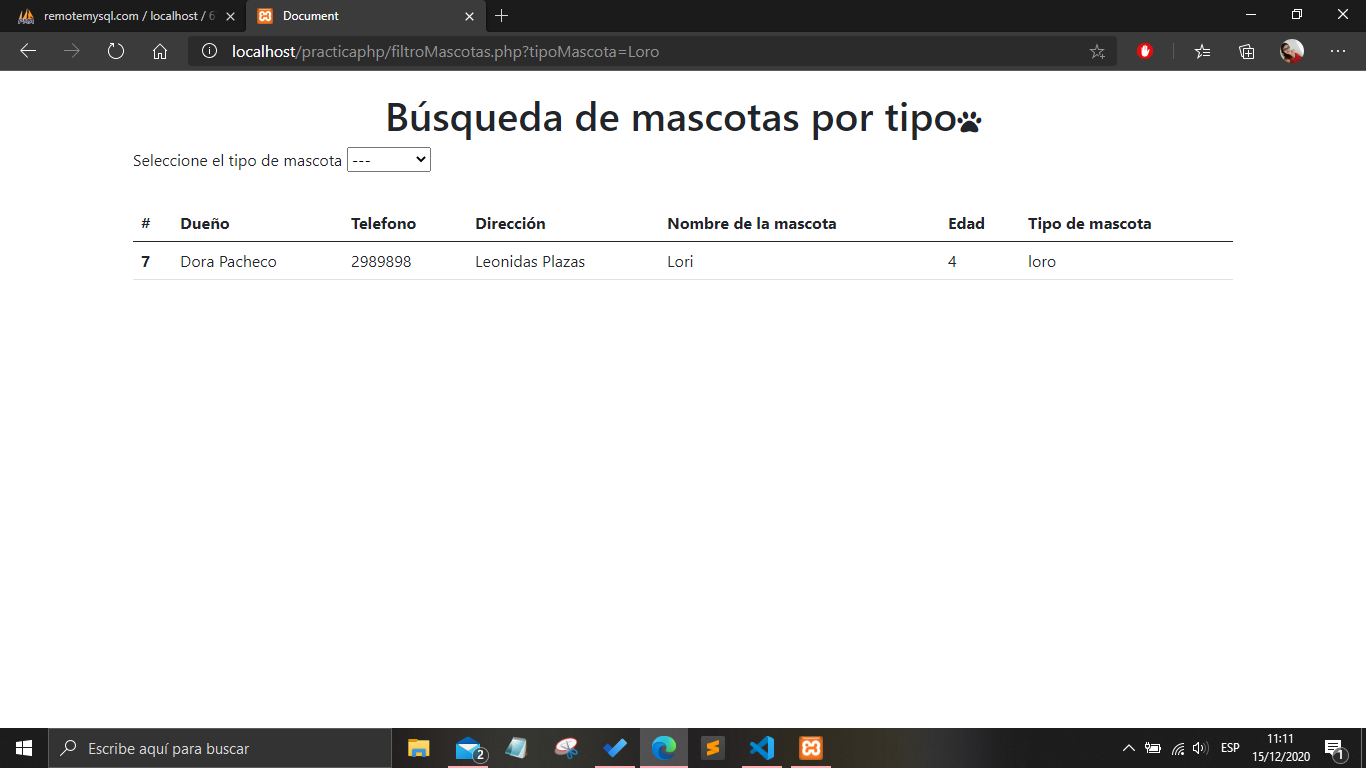 remotemysql.com / localhost / 6
Document
localhost/practicaphp/filtroMascotas.php?tipoMascota=Loro
Búsqueda de mascotas por tipo
Seleccione el tipo de mascota ---
# Dueño Telefono Dirección Nombre de la mascota Edad Tipo de mascota
7 Dora Pacheco 2989898 Leonidas Plazas Lori 4 loro
Escribe aquí para buscar
2
ESP
11:11
15/12/2020
1